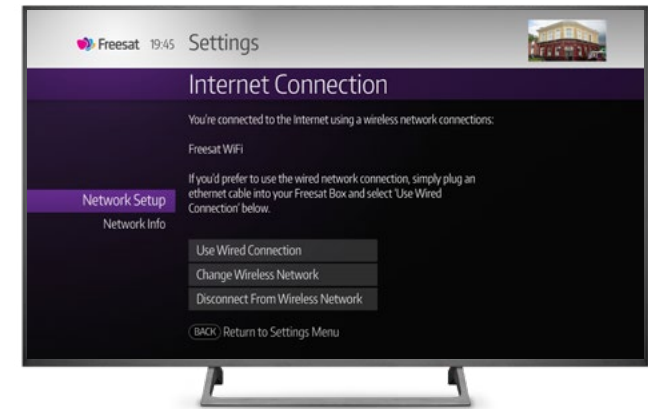 Freesat 19:45 Settings
Internet Connection
You're connected to the Internet using a wireless network connections:
Freesat WiFi
If you'd prefer to use the wired network connection, simply plug an
ethernet cable into your Freesat Box and select 'Use Wired
Connection' below.
Network Setup
Network Info
Use Wired Connection
Change Wireless Network
Disconnect From Wireless Network
BACK Return to Settings Menu